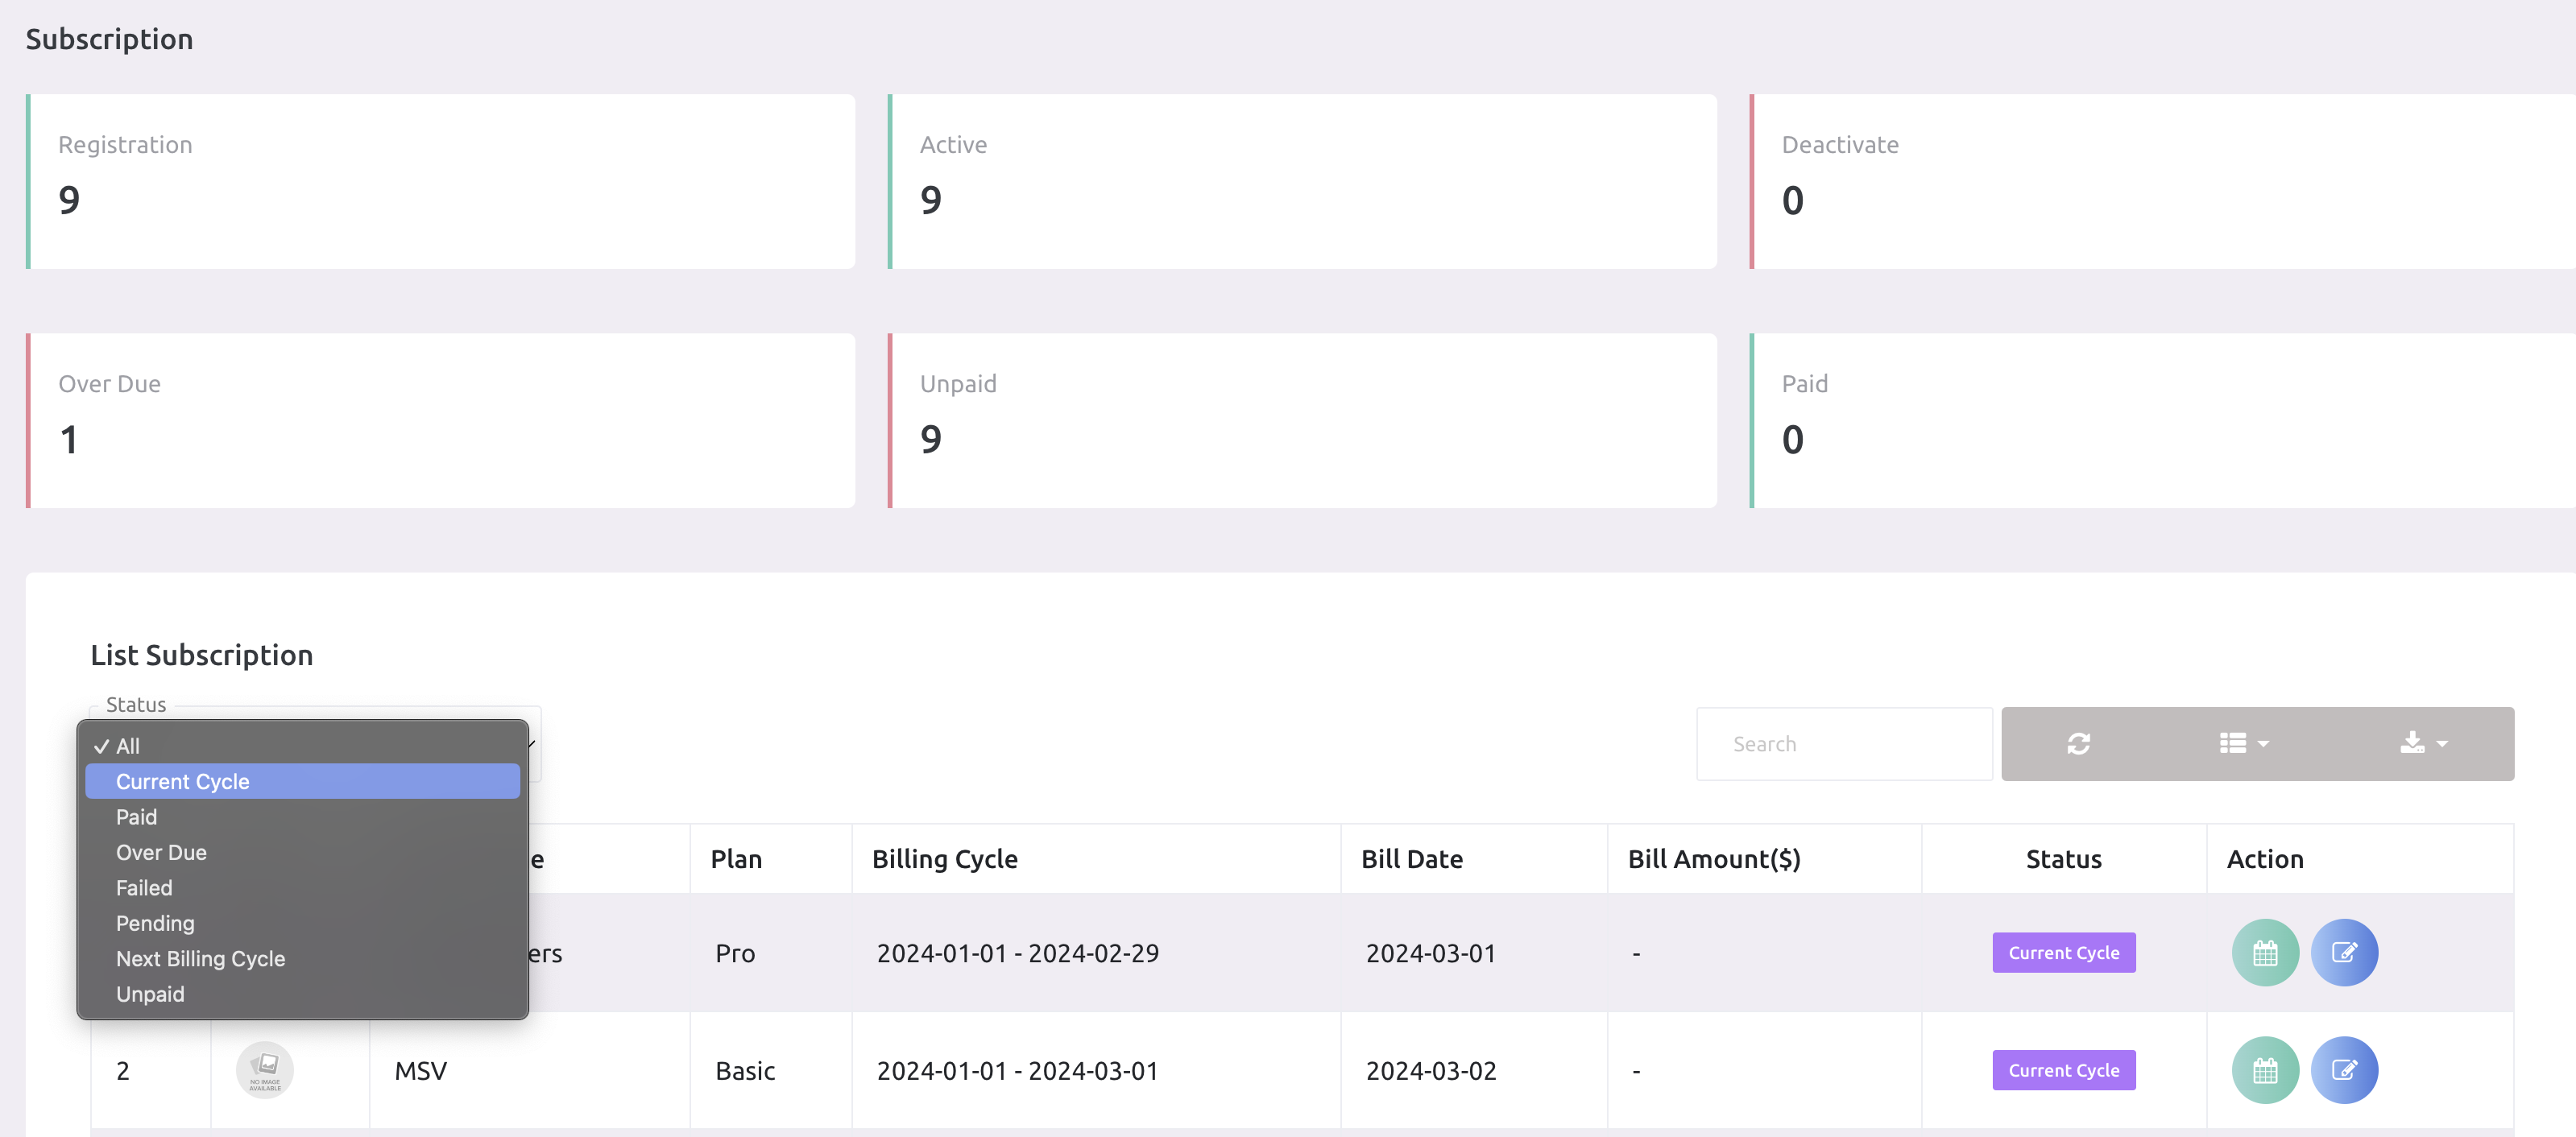 Subscription
Registration
9
Active
9
Deactivate
0
Over Due
1
Unpaid
9
Paid
0
List Subscription
Status
All
Current Cycle
Paid
Over Due
Failed
Pending
Next Billing Cycle
Unpaid
Search
e Plan Billing Cycle Bill Date Bill Amount($) Status Action
ers Pro 2024-01-01 - 2024-02-29 2024-03-01 - Current Cycle
2 NO IMAGE AVAILABLE MSV Basic 2024-01-01 - 2024-03-01 2024-03-02 - Current Cycle